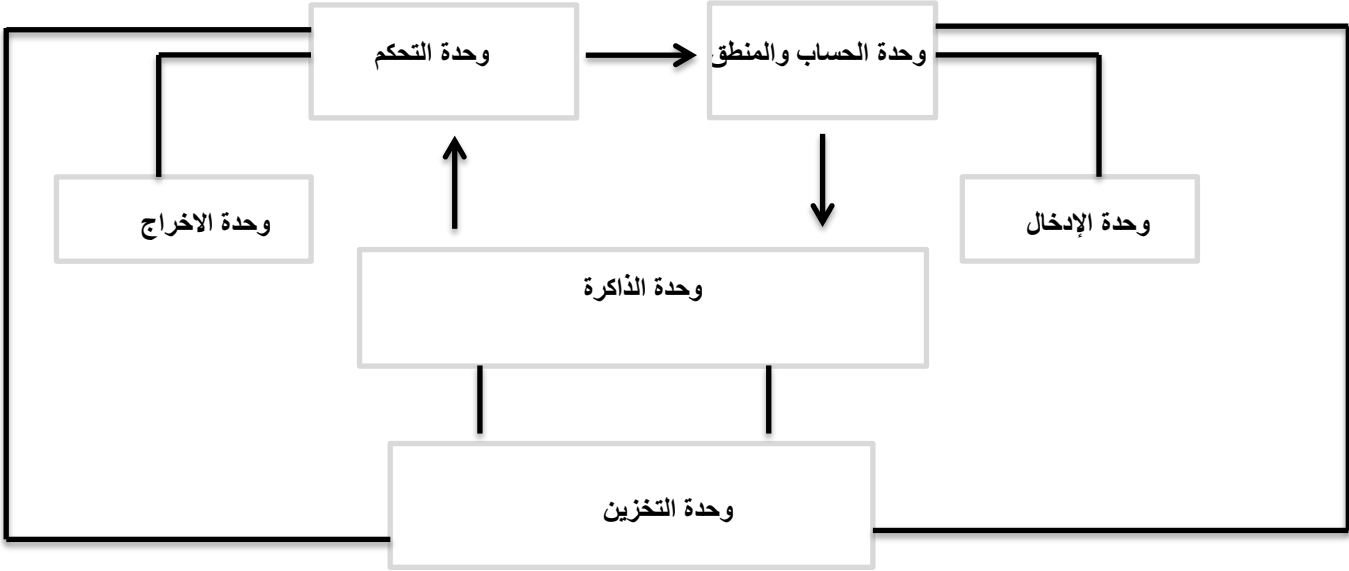 وحدة الحساب والمنطق
وحدة التحكم
وحدة الإدخال
وحدة الاخراج
وحدة الذاكرة
وحدة التخزين